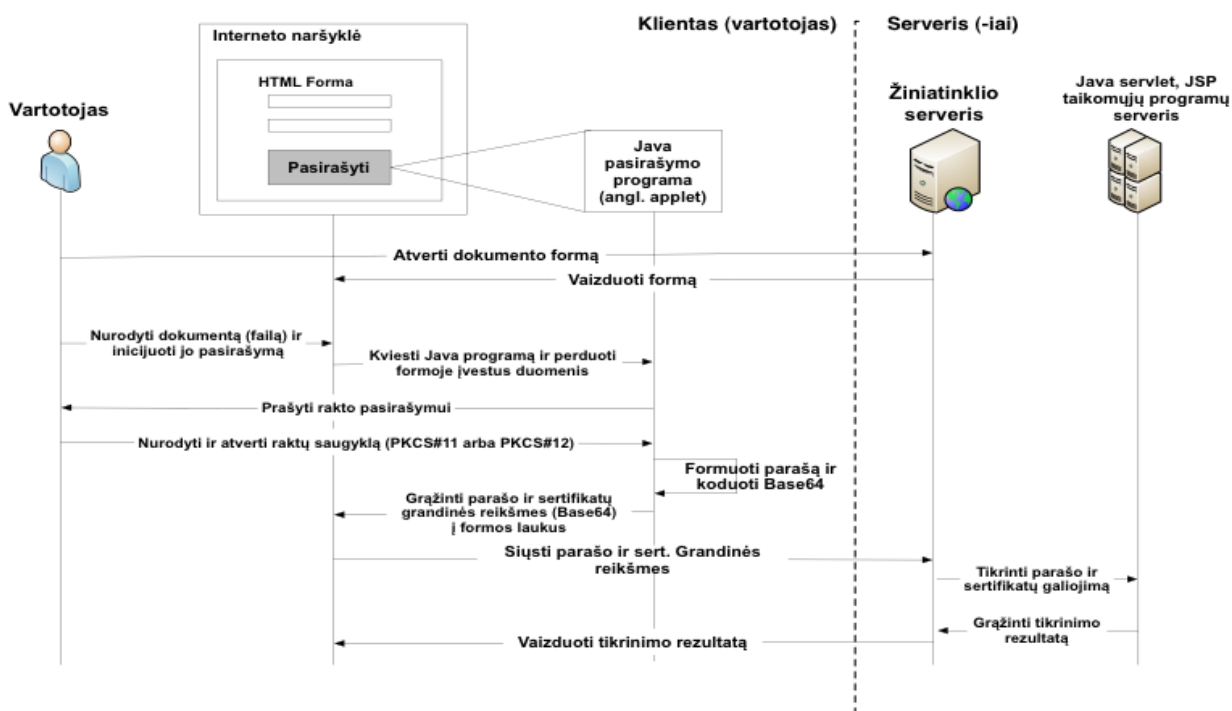 Klientas (vartotojas)
Serveris (-iai)
Interneto naršyklė
HTML Forma
Pasirašyti
Vartotojas
Java
pasirašymo
programa
(angl. applet)
Žiniatinklio
serveris
Java servlet, JSP
taikomųjų programų
serveris
Atverti dokumento formą
Vaizduoti formą
Nurodyti dokumentą (failą) ir
inicijuoti jo pasirašymą
Kviesti Java programą ir perduoti
formoje įvestus duomenis
Prašyti rakto pasirašymui
Nurodyti ir atverti raktų saugyklą (PKCS#11 arba PKCS#12)
Formuoti parašą ir
koduoti Base64
Grąžinti parašo ir sertifikatų
grandinės reikšmes (Base64)
į formos laukus
Siųsti parašo ir sert. Grandinės
reikšmes
Tikrinti parašo ir
sertifikatų galiojimą
Grąžinti tikrinimo
rezultatą
Vaizduoti tikrinimo rezultatą